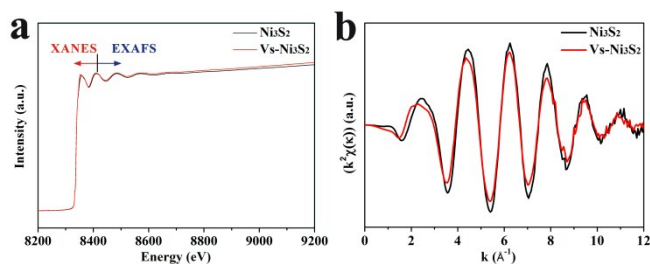 a
XANES
EXAFS
Ni3S2
Vs-Ni3S2
Intensity (a.u.)
8200 8400 8600 8800 9000 9200
Energy (eV)
b
Ni3S2
Vs-Ni3S2
(k²χ(κ)) (a.u.)
0 2 4 6 8 10 12
k (Å⁻¹)